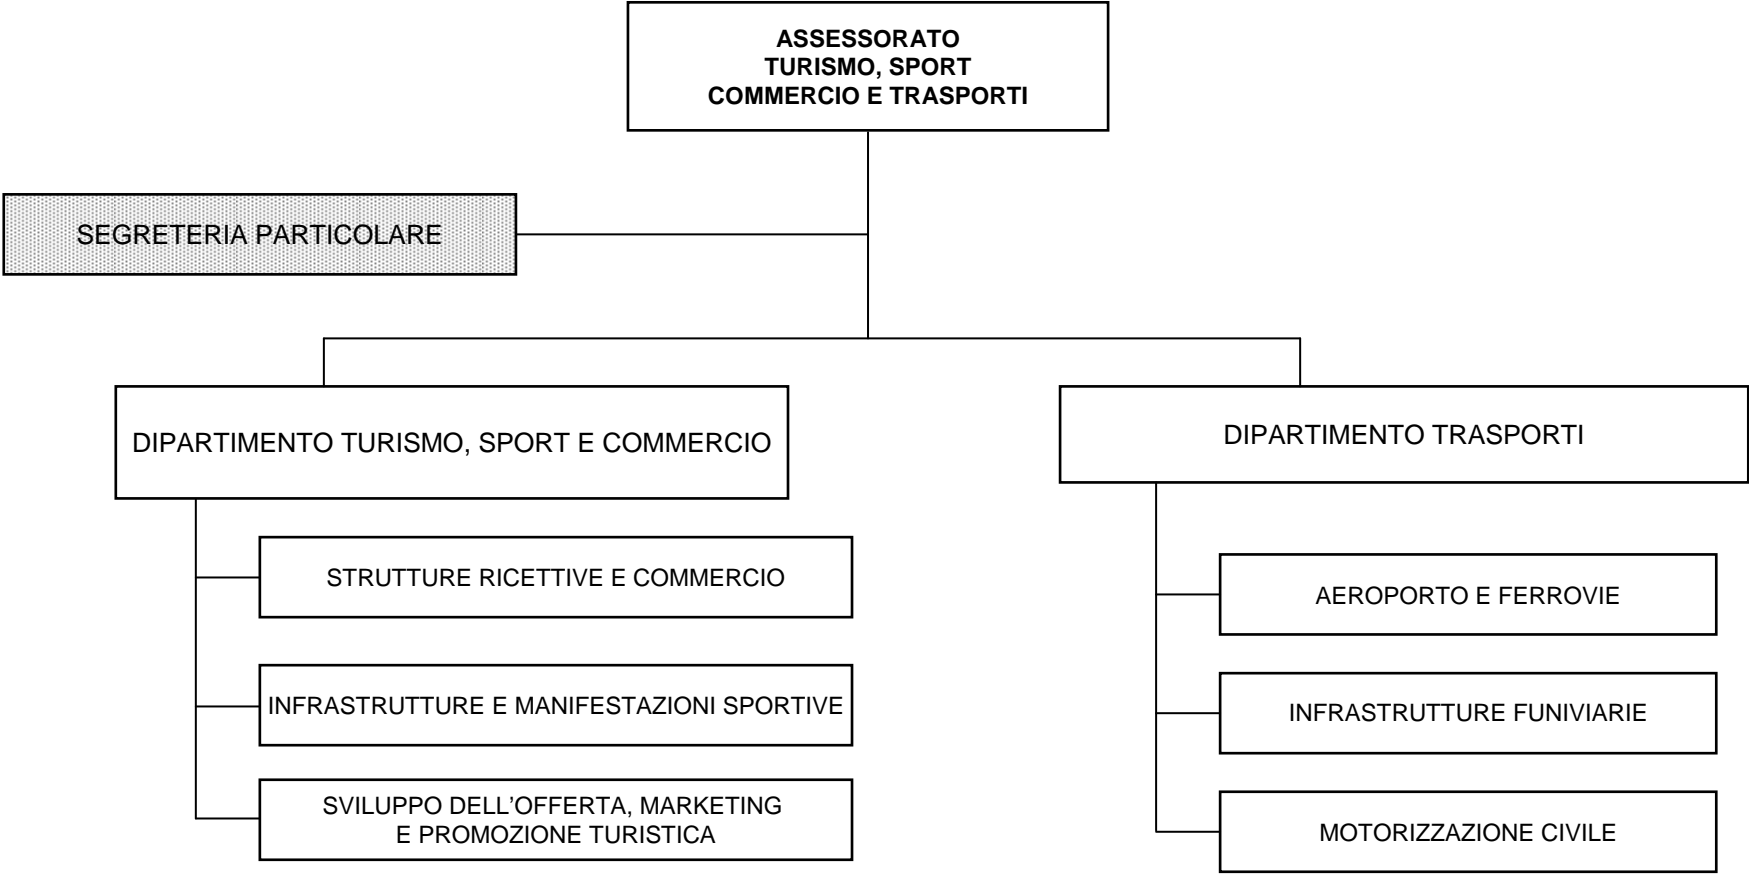 ASSESSORATO
TURISMO, SPORT
COMMERCIO E TRASPORTI
SEGRETERIA PARTICOLARE
DIPARTIMENTO TURISMO, SPORT E COMMERCIO
STRUTTURE RICETTIVE E COMMERCIO
INFRASTRUTTURE E MANIFESTAZIONI SPORTIVE
SVILUPPO DELL’OFFERTA, MARKETING
E PROMOZIONE TURISTICA
DIPARTIMENTO TRASPORTI
AEROPORTO E FERROVIE
INFRASTRUTTURE FUNIVIARIE
MOTORIZZAZIONE CIVILE